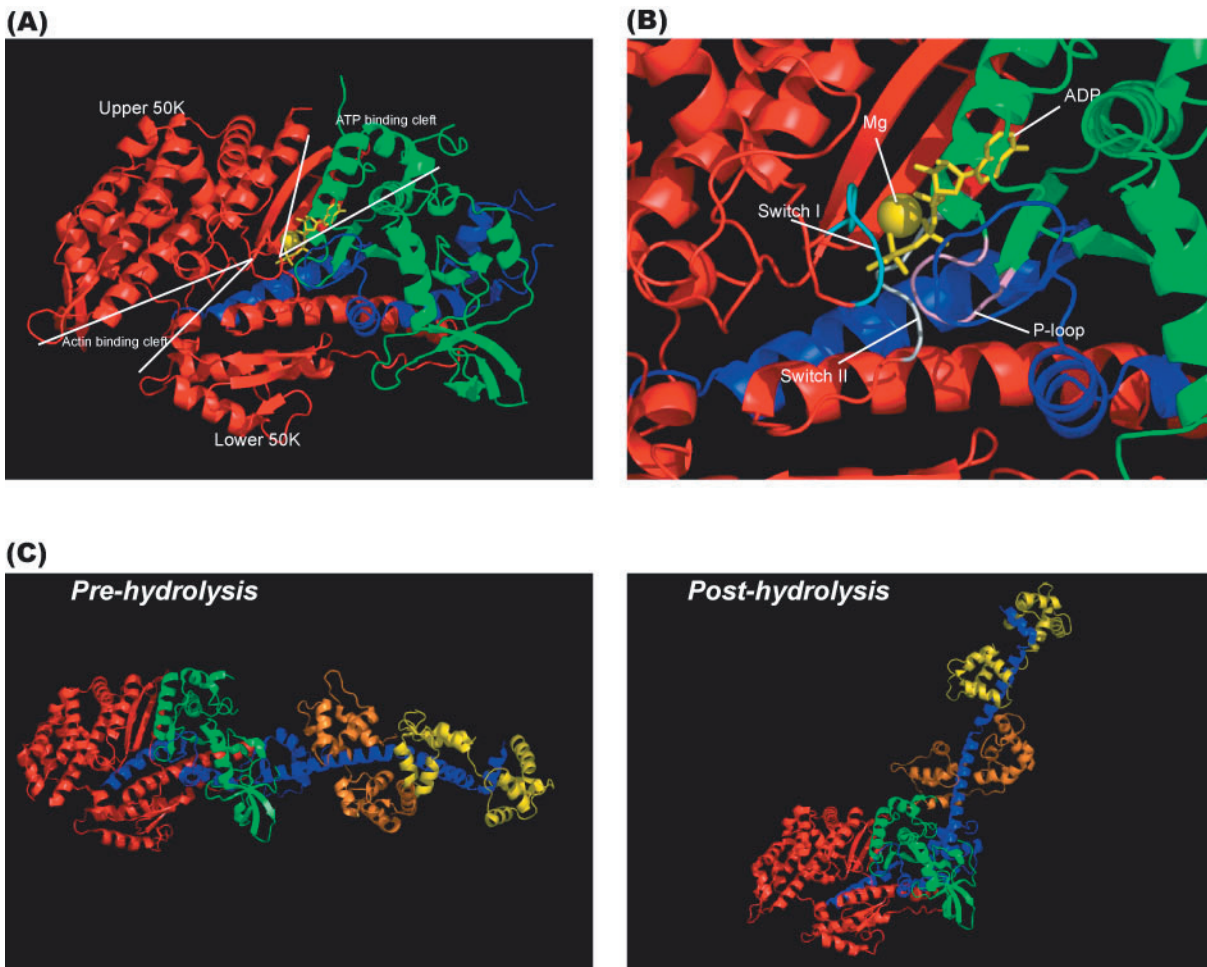 (A)
Upper 50K
ATP binding cleft
Actin binding cleft
Lower 50K
(B)
ADP
Mg
Switch I
P-loop
Switch II
(C)
Pre-hydrolysis
Post-hydrolysis